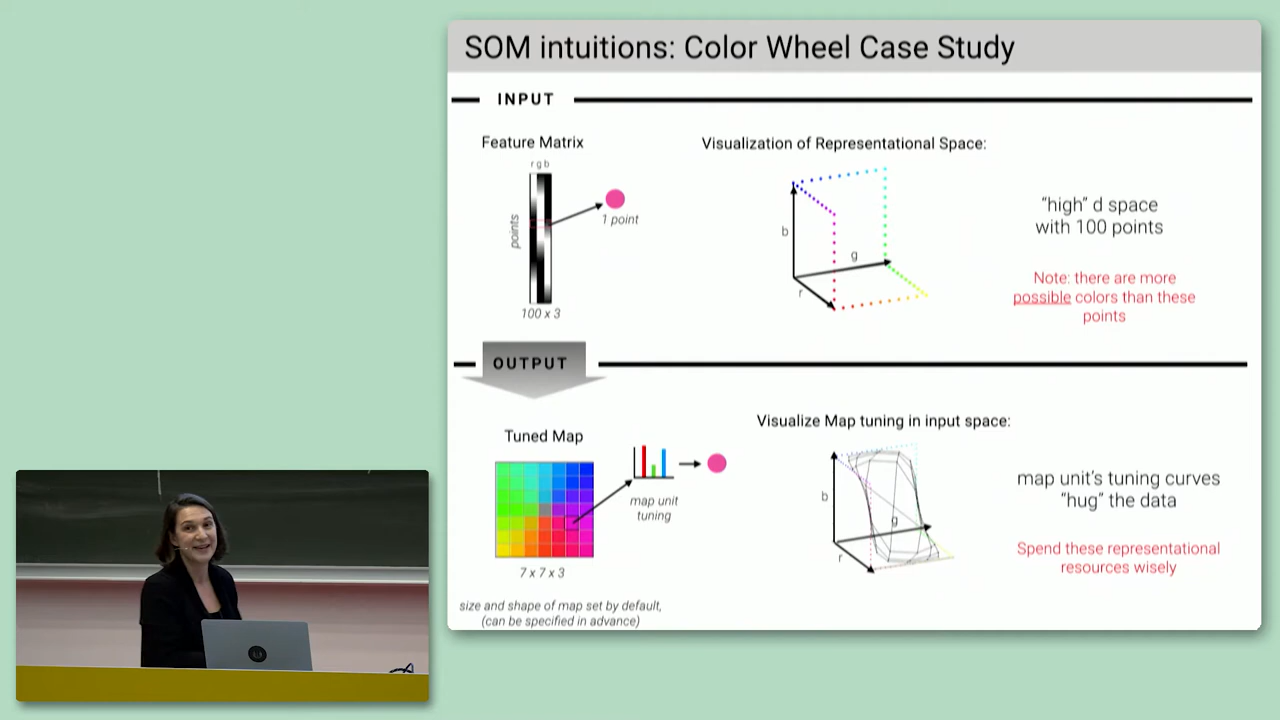 SOM intuitions: Color Wheel Case Study
INPUT
Feature Matrix
r g b
points
1 point
100 x 3
Visualization of Representational Space:
b
g
r
“high” d space
with 100 points
Note: there are more
possible colors than these
points
OUTPUT
Tuned Map
map unit
tuning
7 x 7 x 3
size and shape of map set by default,
(can be specified in advance)
Visualize Map tuning in input space:
b
g
r
map unit's tuning curves
“hug” the data
Spend these representational
resources wisely